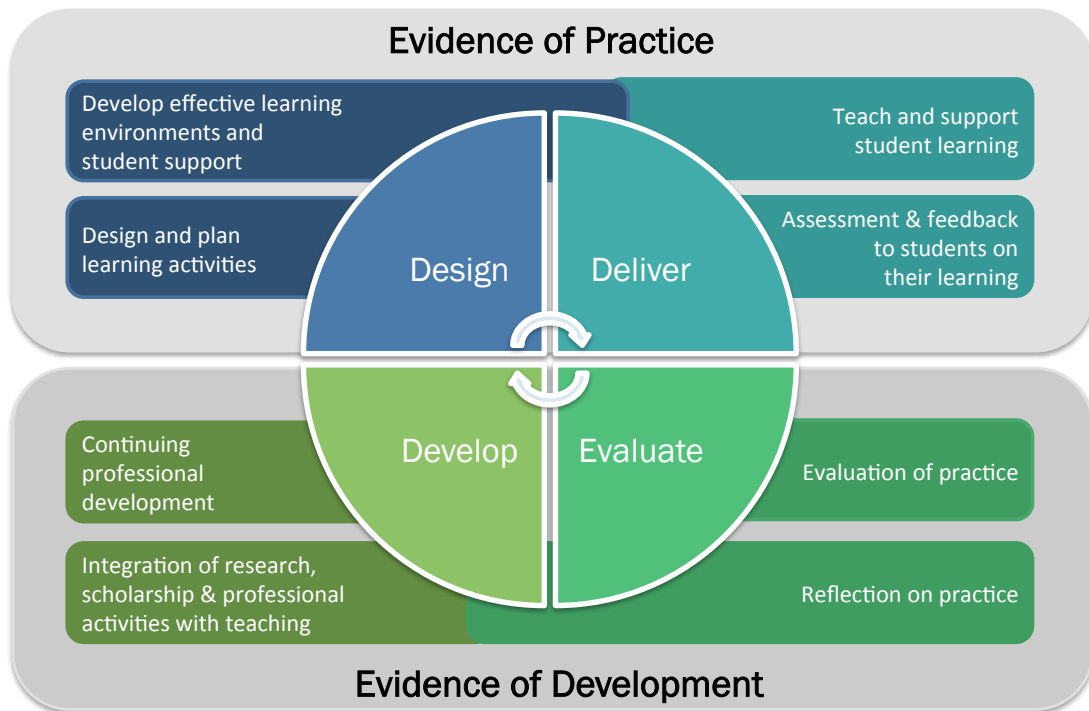 Evidence of Practice
Develop effective learning
environments and
student support
Teach and support
student learning
Design and plan
learning activities
Assessment & feedback
to students on
their learning
Design
Deliver
Develop
Evaluate
Continuing
professional
development
Evaluation of practice
Integration of research,
scholarship & professional
activities with teaching
Reflection on practice
Evidence of Development